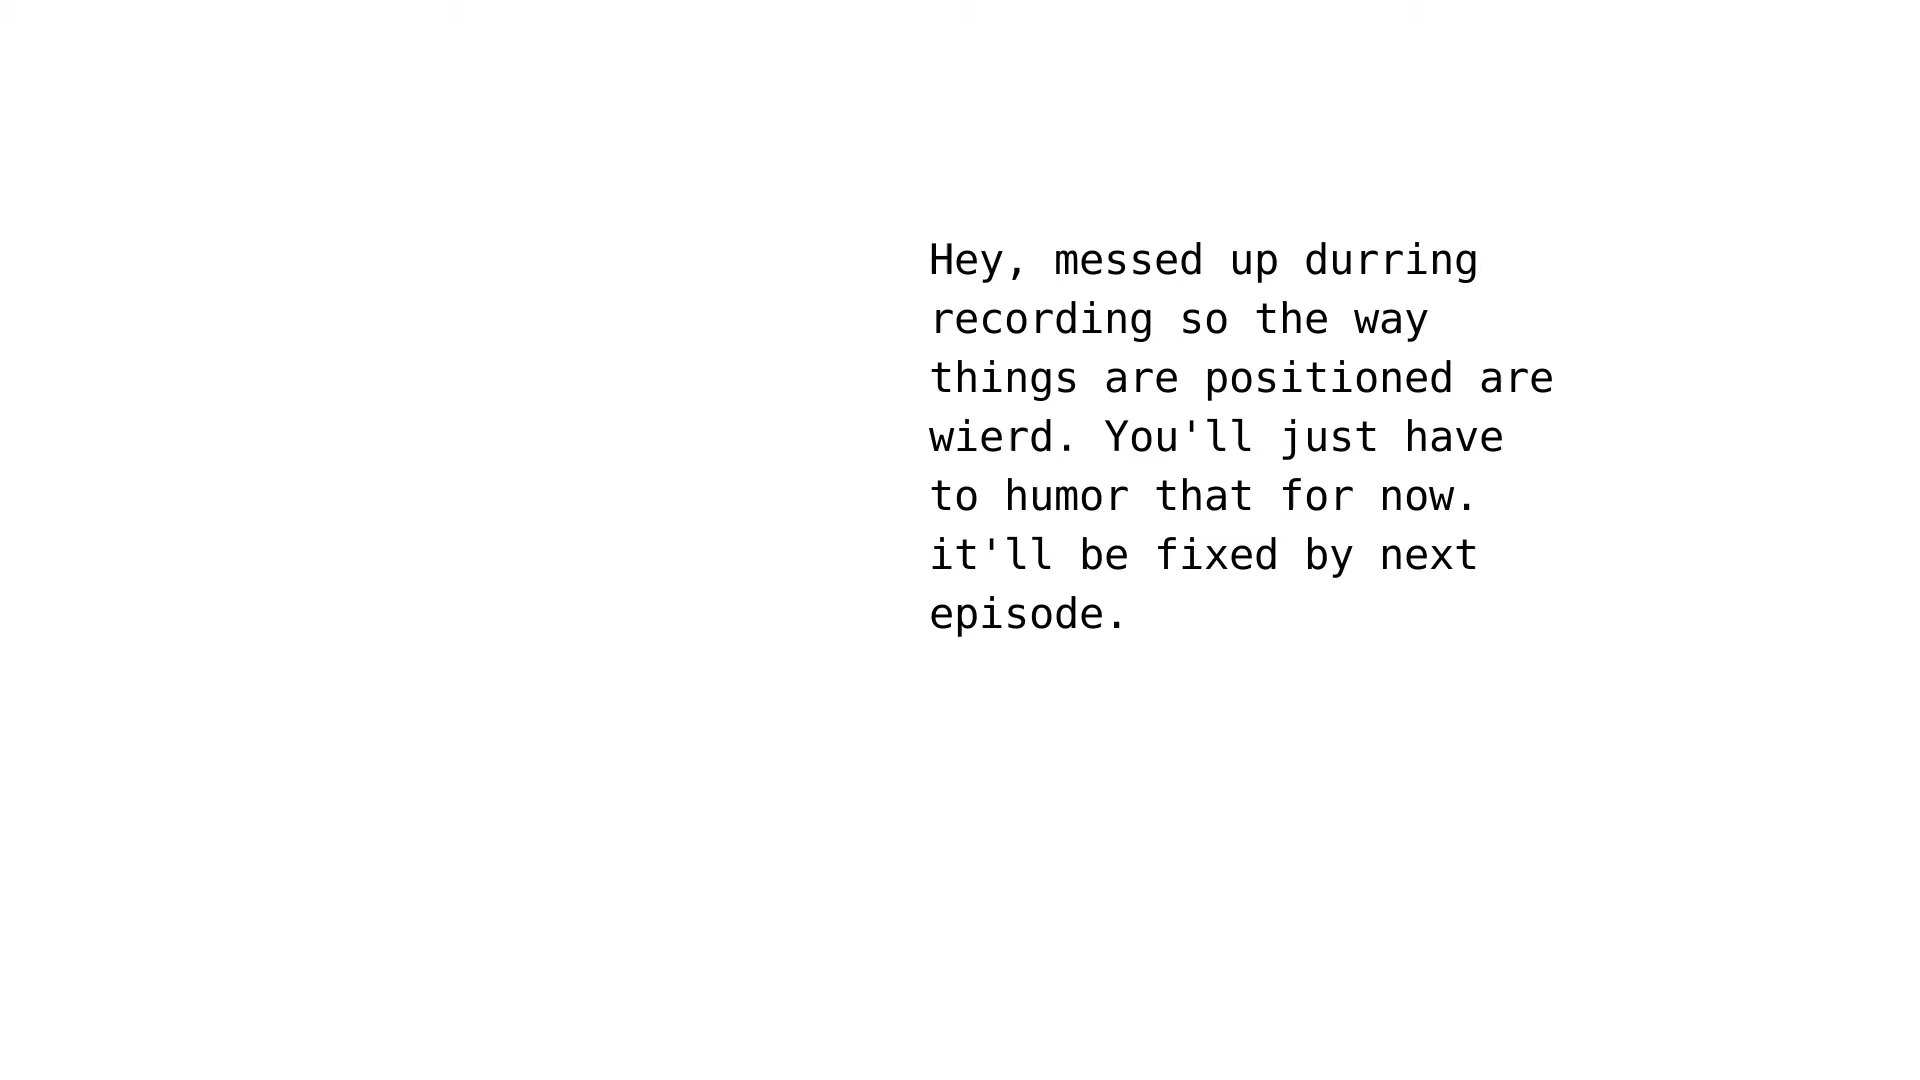 Hey, messed up durring
recording so the way
things are positioned are
wierd. You'll just have
to humor that for now.
it'll be fixed by next
episode.